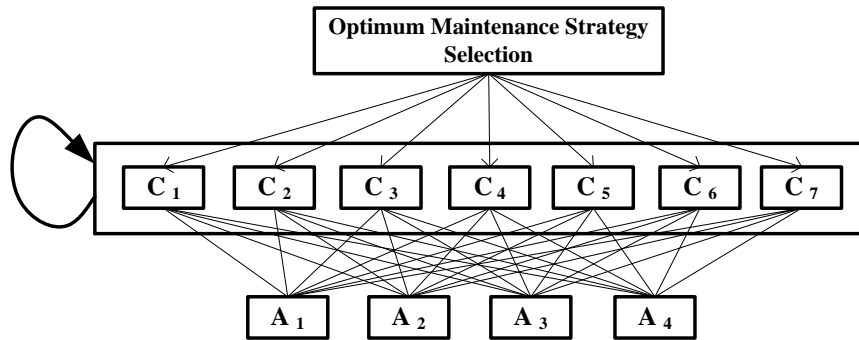 Optimum Maintenance Strategy
Selection
C 1 C 2 C 3 C 4 C 5 C 6 C 7
A 1 A 2 A 3 A 4